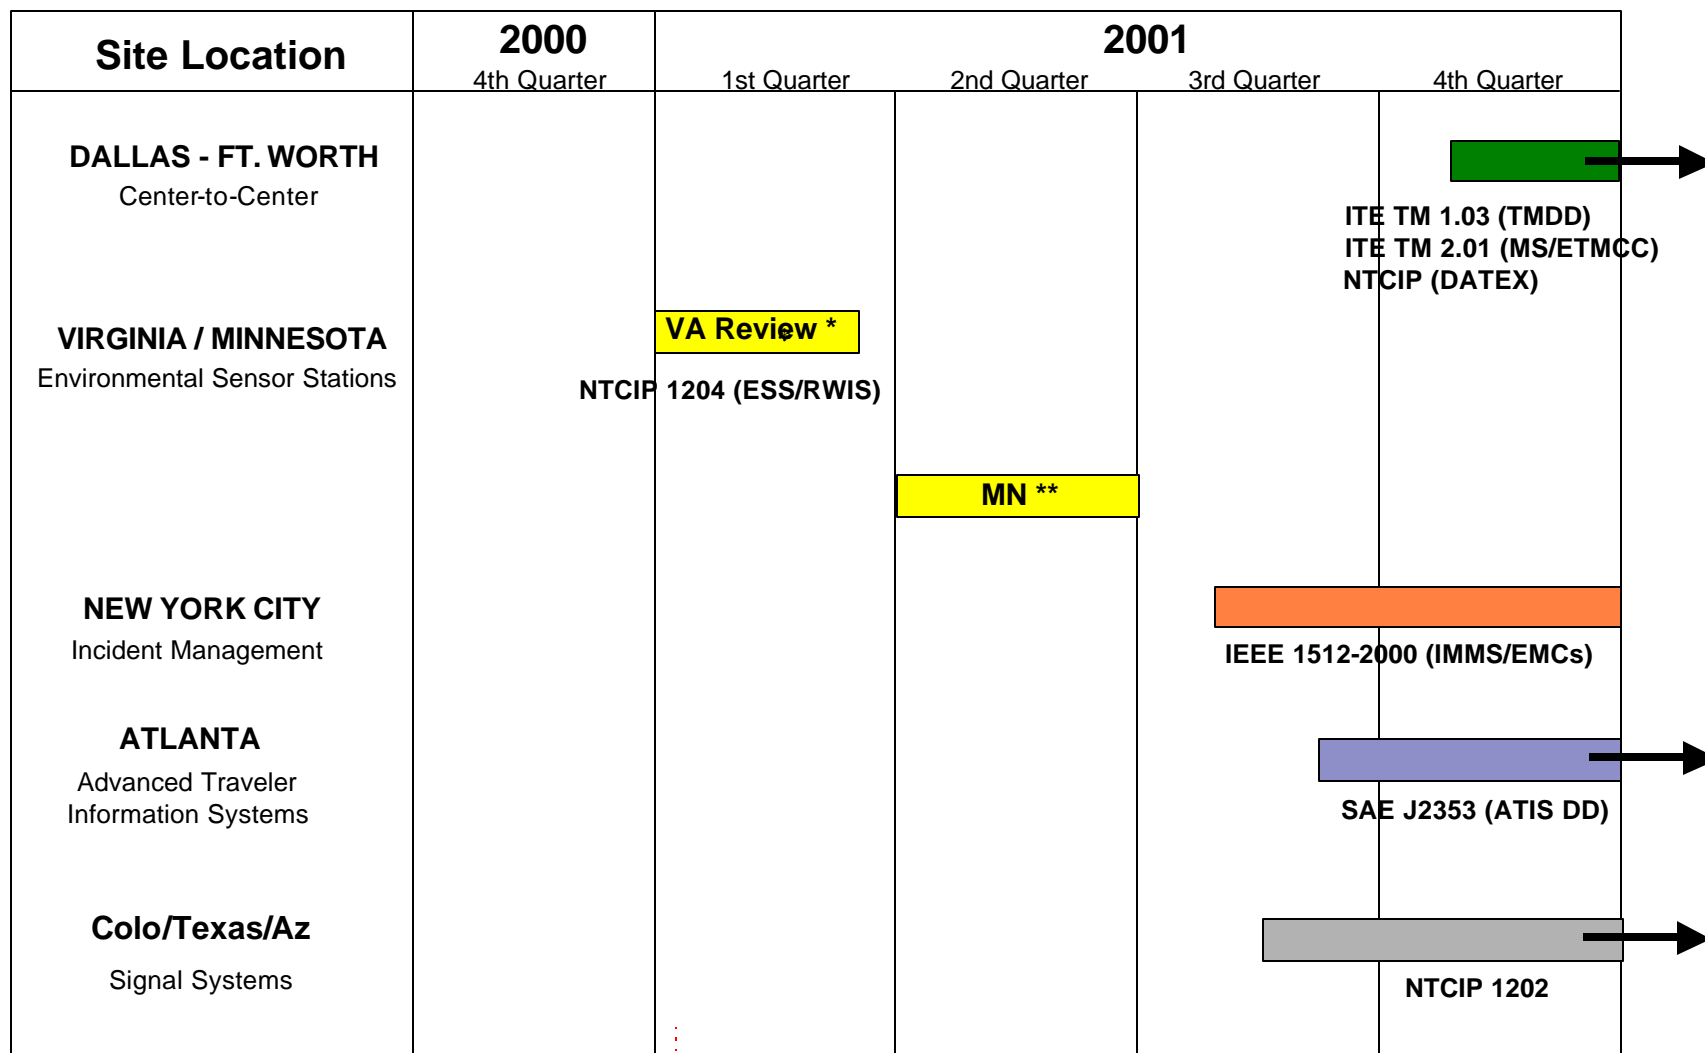 Site Location
2000
2001
4th Quarter
1st Quarter
2nd Quarter
3rd Quarter
4th Quarter
DALLAS - FT. WORTH
Center-to-Center
ITE TM 1.03 (TMDD)
ITE TM 2.01 (MS/ETMCC)
NTCIP (DATEX)
VIRGINIA / MINNESOTA
Environmental Sensor Stations
VA Review *
NTCIP 1204 (ESS/RWIS)
MN **
NEW YORK CITY
Incident Management
IEEE 1512-2000 (IMMS/EMCs)
ATLANTA
Advanced Traveler
Information Systems
SAE J2353 (ATIS DD)
Colo/Texas/Az
Signal Systems
NTCIP 1202